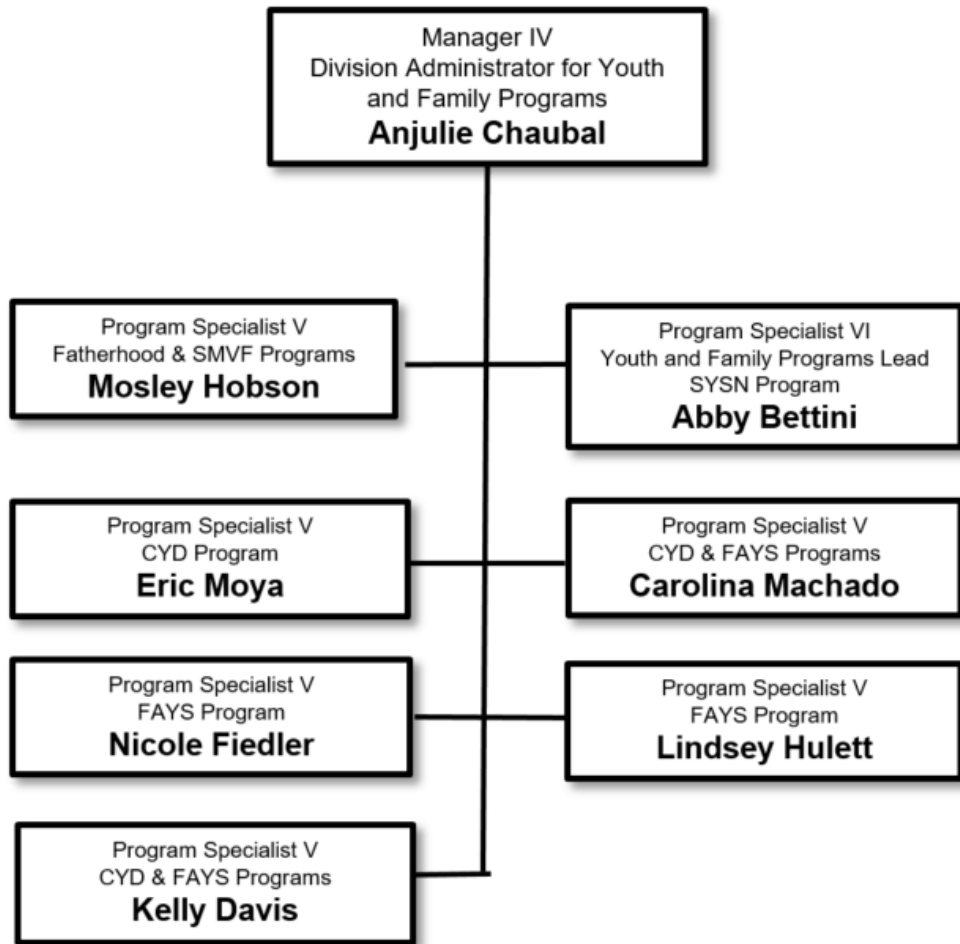 Manager IV
Division Administrator for Youth
and Family Programs
Anjulie Chaubal
Program Specialist V
Fatherhood & SMVF Programs
Mosley Hobson
Program Specialist VI
Youth and Family Programs Lead
SYSN Program
Abby Bettini
Program Specialist V
CYD Program
Eric Moya
Program Specialist V
CYD & FAYS Programs
Carolina Machado
Program Specialist V
FAYS Program
Nicole Fiedler
Program Specialist V
FAYS Program
Lindsey Hulett
Program Specialist V
CYD & FAYS Programs
Kelly Davis